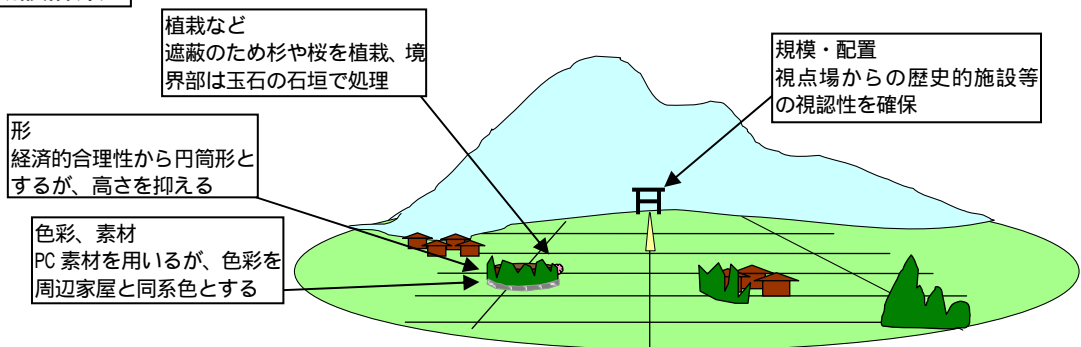 植栽など
遮蔽のため杉や桜を植栽、境
界部は玉石の石垣で処理
規模・配置
視点場からの歴史的施設等
の視認性を確保
形
経済的合理性から円筒形と
するが、高さを抑える
色彩、素材
PC 素材を用いるが、色彩を
周辺家屋と同系色とする